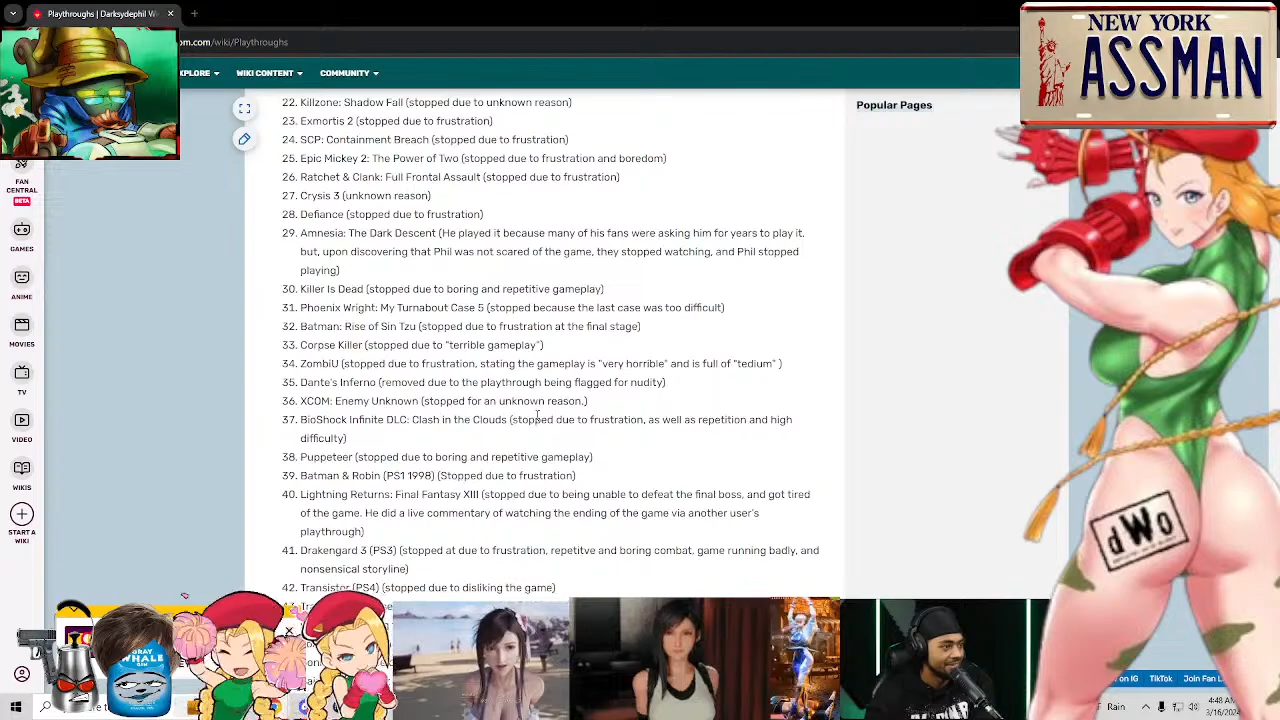 Playthroughs | Darksydephil W
om.com/wiki/Playthroughs
XPLORE
WIKI CONTENT
COMMUNITY
NEW YORK
ASSMAN
Popular Pages
FAN CENTRAL
BETA
GAMES
ANIME
MOVIES
TV
VIDEO
WIKIS
START A WIKI
22. Killzone: Shadow Fall (stopped due to unknown reason)
23. (stopped due to frustration)
24. (stopped due to frustration)
25. Epic Mickey 2: The Power of Two (stopped due to frustration and boredom)
26. Ratchet & Clank: Full Frontal Assault (stopped due to frustration)
27. Crysis 3 (unknown reason)
28. Defiance (stopped due to frustration)
29. Amnesia: The Dark Descent (He played it because many of his fans were asking him for years to play it,
but, upon discovering that Phil was not scared of the game, they stopped watching, and Phil stopped
playing)
30. Killer Is Dead (stopped due to boring and repetitive gameplay)
31. Phoenix Wright: My Turnabout Case 5 (stopped because the last case was too difficult)
32. Batman: Rise of Sin Tzu (stopped due to frustration at the final stage)
33. Corpse Killer (stopped due to "terrible gameplay")
34. ZombiU (stopped due to frustration, stating the gameplay is "very horrible" and is full of "tedium" )
35. Dante's Inferno (removed due to the playthrough being flagged for nudity)
36. XCOM: Enemy Unknown (stopped for an unknown reason.)
37. BioShock Infinite DLC: Clash in the Clouds (stopped due to frustration, as well as repetition and high
difficulty)
38. Puppeteer (stopped due to boring and repetitive gameplay)
39. Batman & Robin (PS1 1998) (Stopped due to frustration)
40. Lightning Returns: Final Fantasy XIII (stopped due to being unable to defeat the final boss, and got tired
of the game. He did a live commentary of watching the ending of the game via another user's
playthrough)
41. Drakengard 3 (PS3) (stopped at due to frustration, repetitive and boring combat, game running badly, and
nonsensical storyline)
42. Transistor (PS4) (stopped due to disliking the game)
dWo
GRAY
WHALE
GIN
on IG
TikTok
Join Fan L
Rain
4:48 AM
3/16/2024